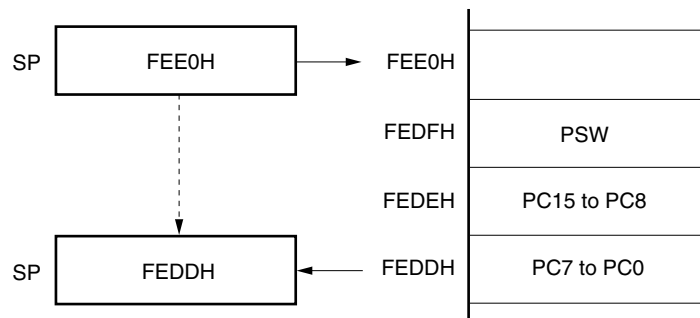 SP FEE0H FEE0H
FEDFH PSW
FEDEH PC15 to PC8
SP FEDDH FEDDH PC7 to PC0